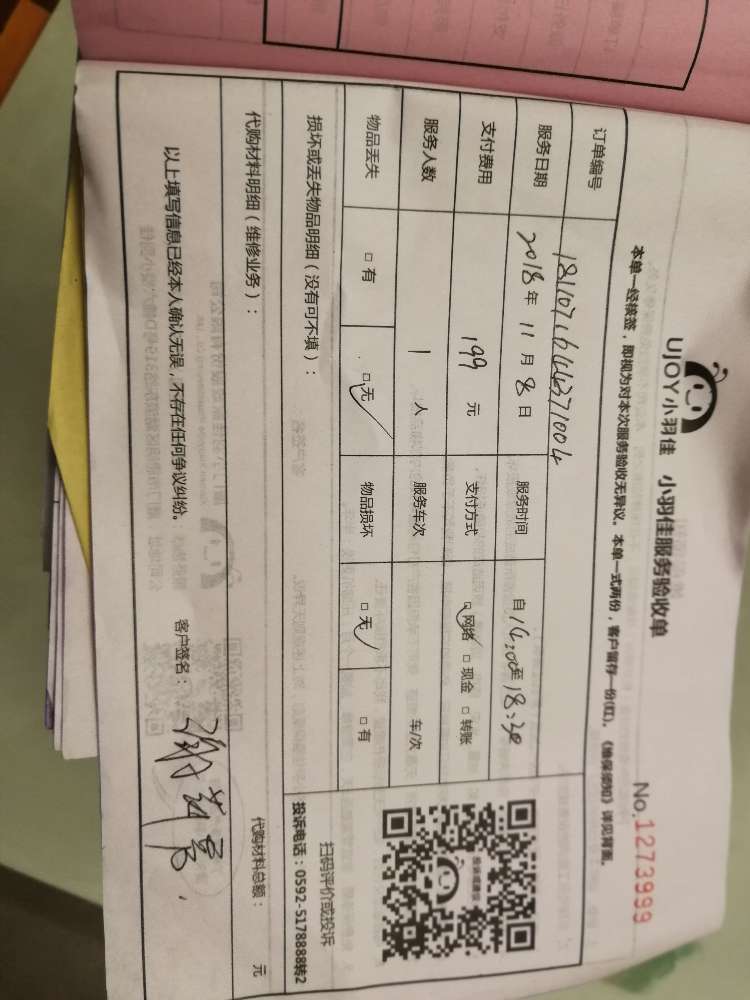 UJOY小羽佳 小羽佳服务验收单
No.1273999
本单一经核签，即视为对本次服务验收无异议。本单一式两份，客户留存一份(红)。《维保须知》详见背面。
订单编号 181107161443371004
服务日期 2018年11月8日 服务时间 自14:00至18:30
支付费用 199元 支付方式 □网络 □现金 □转账
服务人数 1人 服务车次 车/次
物品丢失 □有 □无 物品损坏 □无 □有
损坏或丢失物品明细（没有可不填）：
扫码评价或投诉
投诉电话：0592-5178888转2
代购材料明细（维修业务）：
代购材料总额： 元
以上填写信息已经本人确认无误，不存在任何争议纠纷。 客户签名：